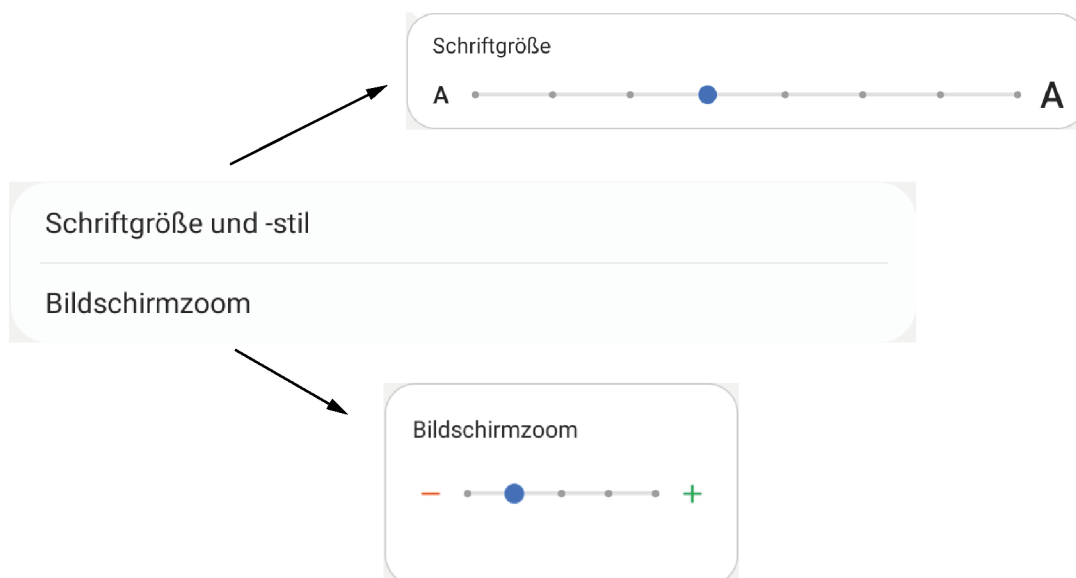 Schriftgröße
A A
Schriftgröße und -stil
Bildschirmzoom
Bildschirmzoom